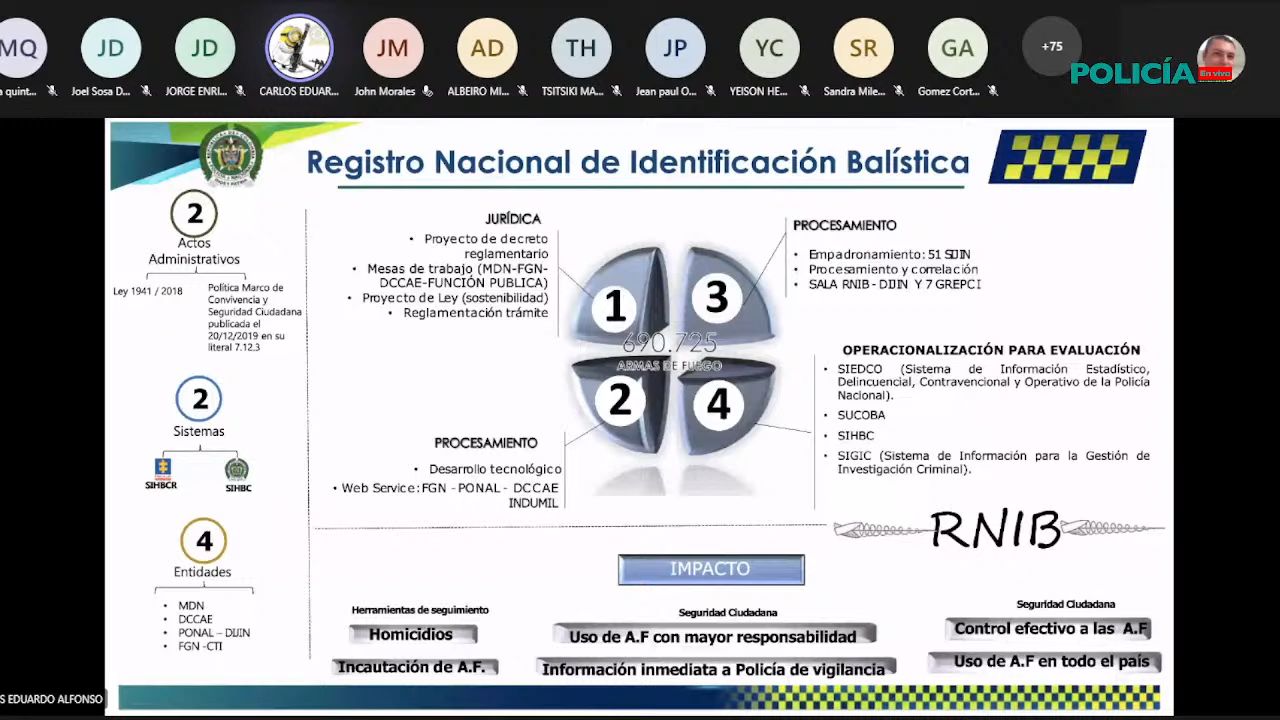 MQ
JD
JD
JM
AD
TH
JP
YC
SR
GA
+75
POLICÍA En vivo
a quint...
Joel Sosa D...
JORGE ENRI...
CARLOS EDUAR...
John Morales
ALBEIRO MI...
TSITSIKI MA...
Jean paul O...
YEISON HE...
Sandra Mile...
Gomez Cort...
Registro Nacional de Identificación Balística
2
Actos
Administrativos
Ley 1941 / 2018
Política Marco de
Convivencia y
Seguridad Ciudadana
publicada el
20/12/2019 en su
literal 7.12.3
2
Sistemas
SIHBCR
SIHBC
4
Entidades
• MDN
• DCCAE
• PONAL – DIJIN
• FGN -CTI
JURÍDICA
• Proyecto de decreto
reglamentario
• Mesas de trabajo (MDN-FGN-
DCCAE-FUNCIÓN PUBLICA)
• Proyecto de Ley (sostenibilidad)
• Reglamentación trámite
1
3
690.725
ARMAS DE FUEGO
2
4
PROCESAMIENTO
• Empadronamiento: 51 SIJIN
• Procesamiento y correlación
• SALA RNIB - DIJIN Y 7 GREPCI
PROCESAMIENTO
• Desarrollo tecnológico
• Web Service: FGN - PONAL - DCCAE
INDUMIL
OPERACIONALIZACIÓN PARA EVALUACIÓN
• SIEDCO (Sistema de Información Estadístico,
Delincuencial, Contravencional y Operativo de la Policía
Nacional).
• SUCOBA
• SIHBC
• SIGIC (Sistema de Información para la Gestión de
Investigación Criminal).
RNIB
IMPACTO
Herramientas de seguimiento
Homicidios
Incautación de A.F.
Seguridad Ciudadana
Uso de A.F con mayor responsabilidad
Información inmediata a Policía de vigilancia
Seguridad Ciudadana
Control efectivo a las A.F
Uso de A.F en todo el país
S EDUARDO ALFONSO